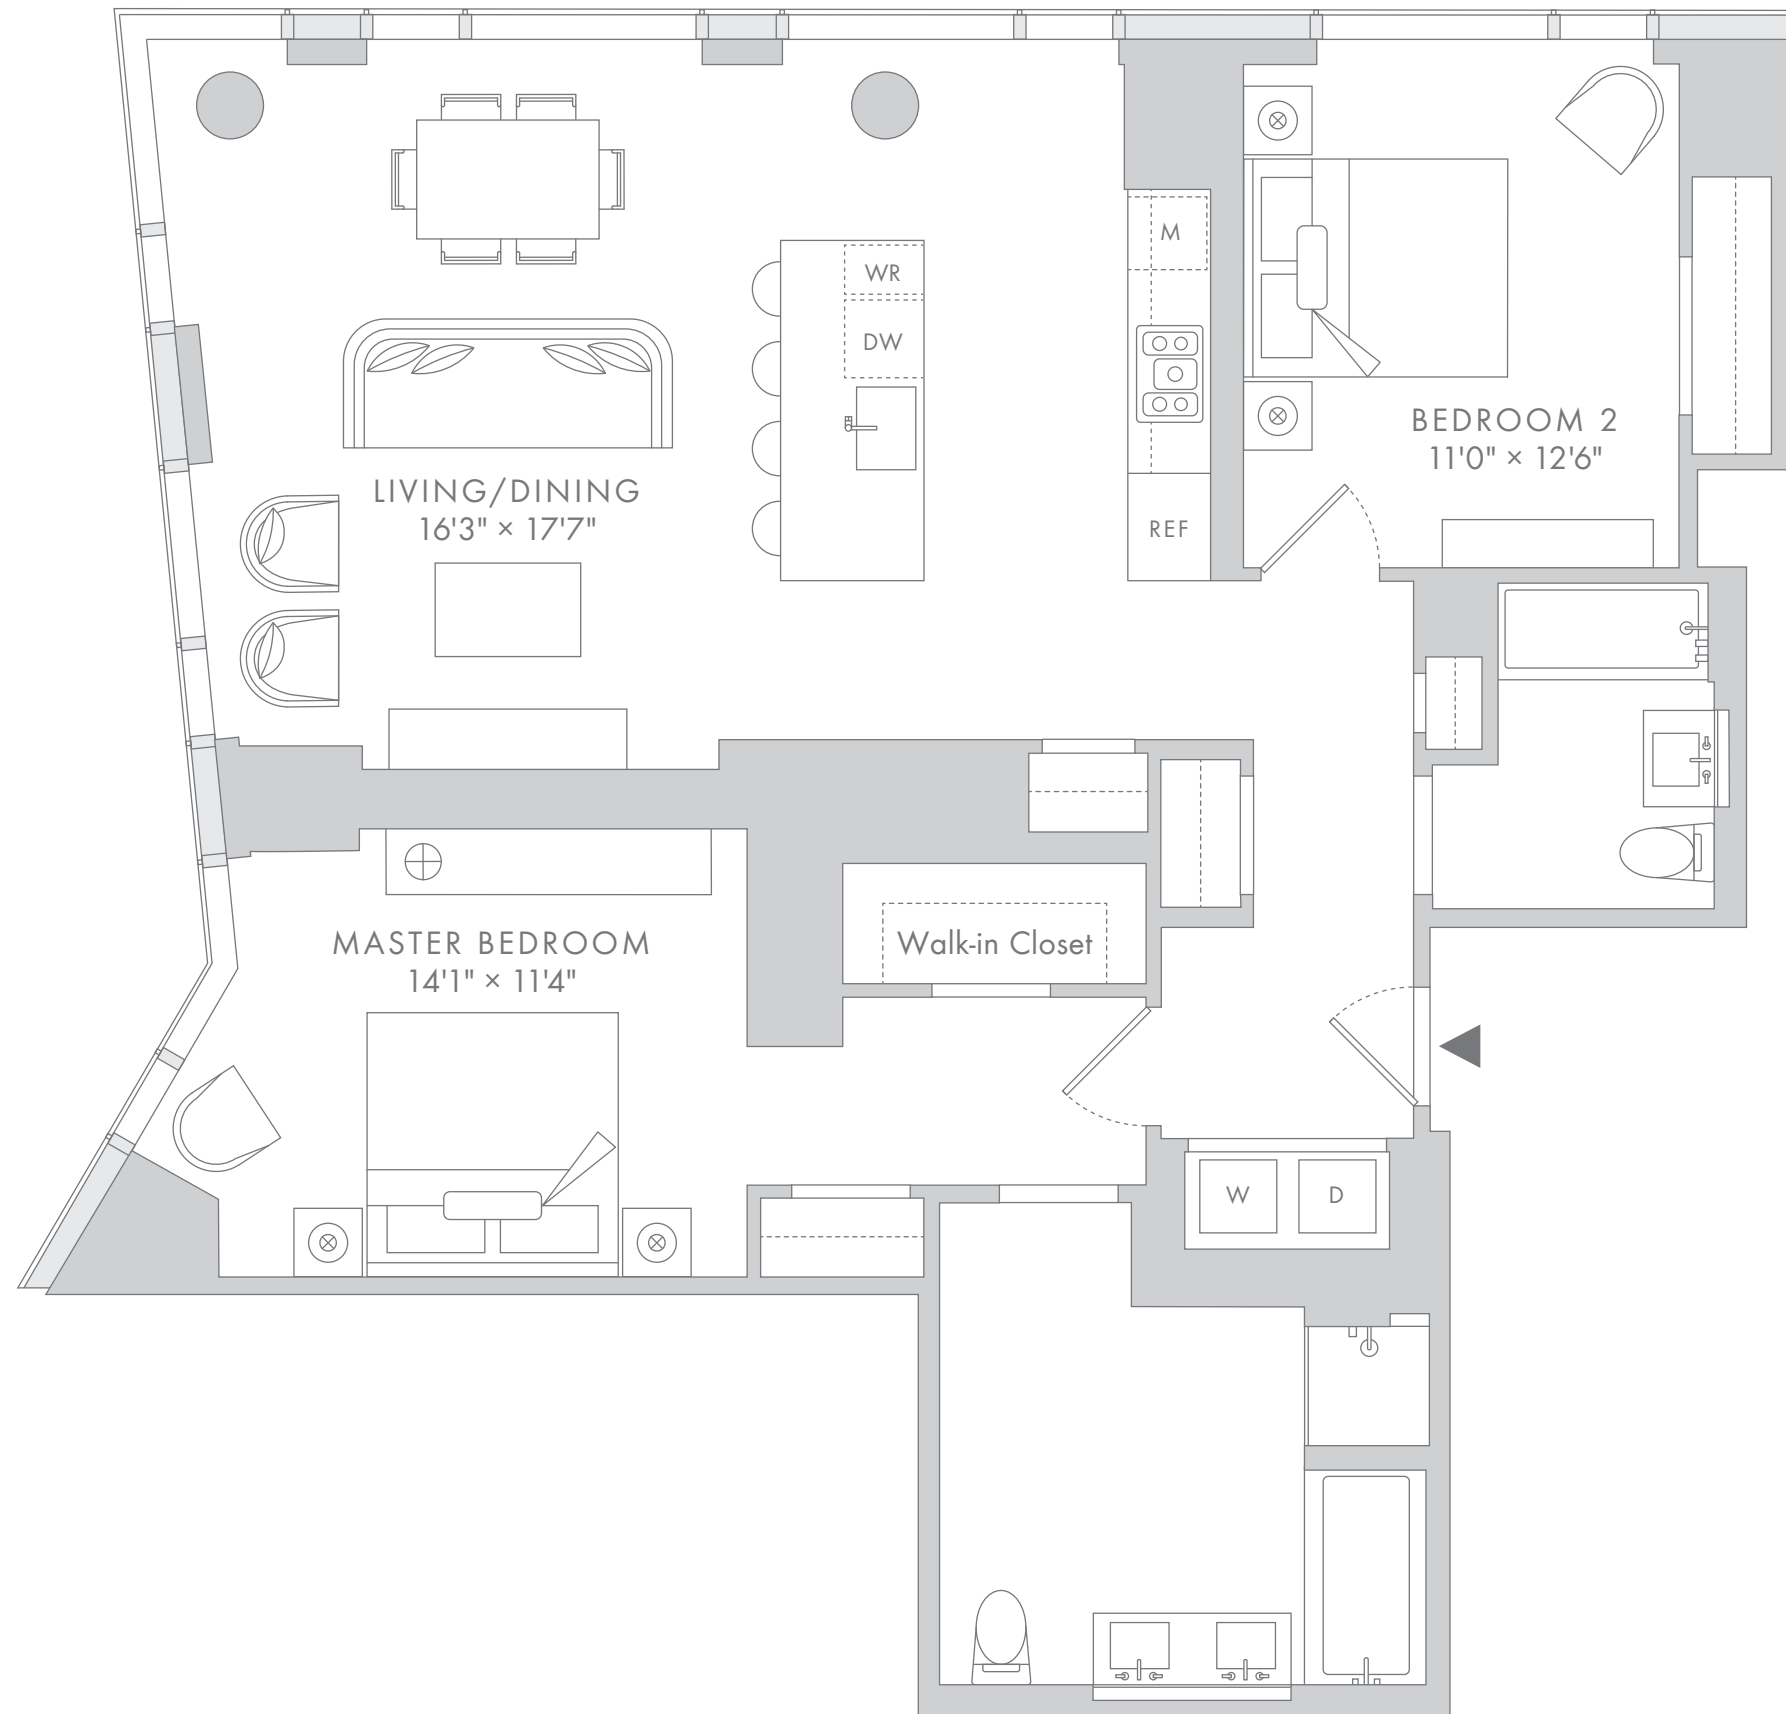 M
WR
DW
REF
BEDROOM 2
11'0" × 12'6"
LIVING/DINING
16'3" × 17'7"
MASTER BEDROOM
14'1" × 11'4"
Walk-in Closet
W
D